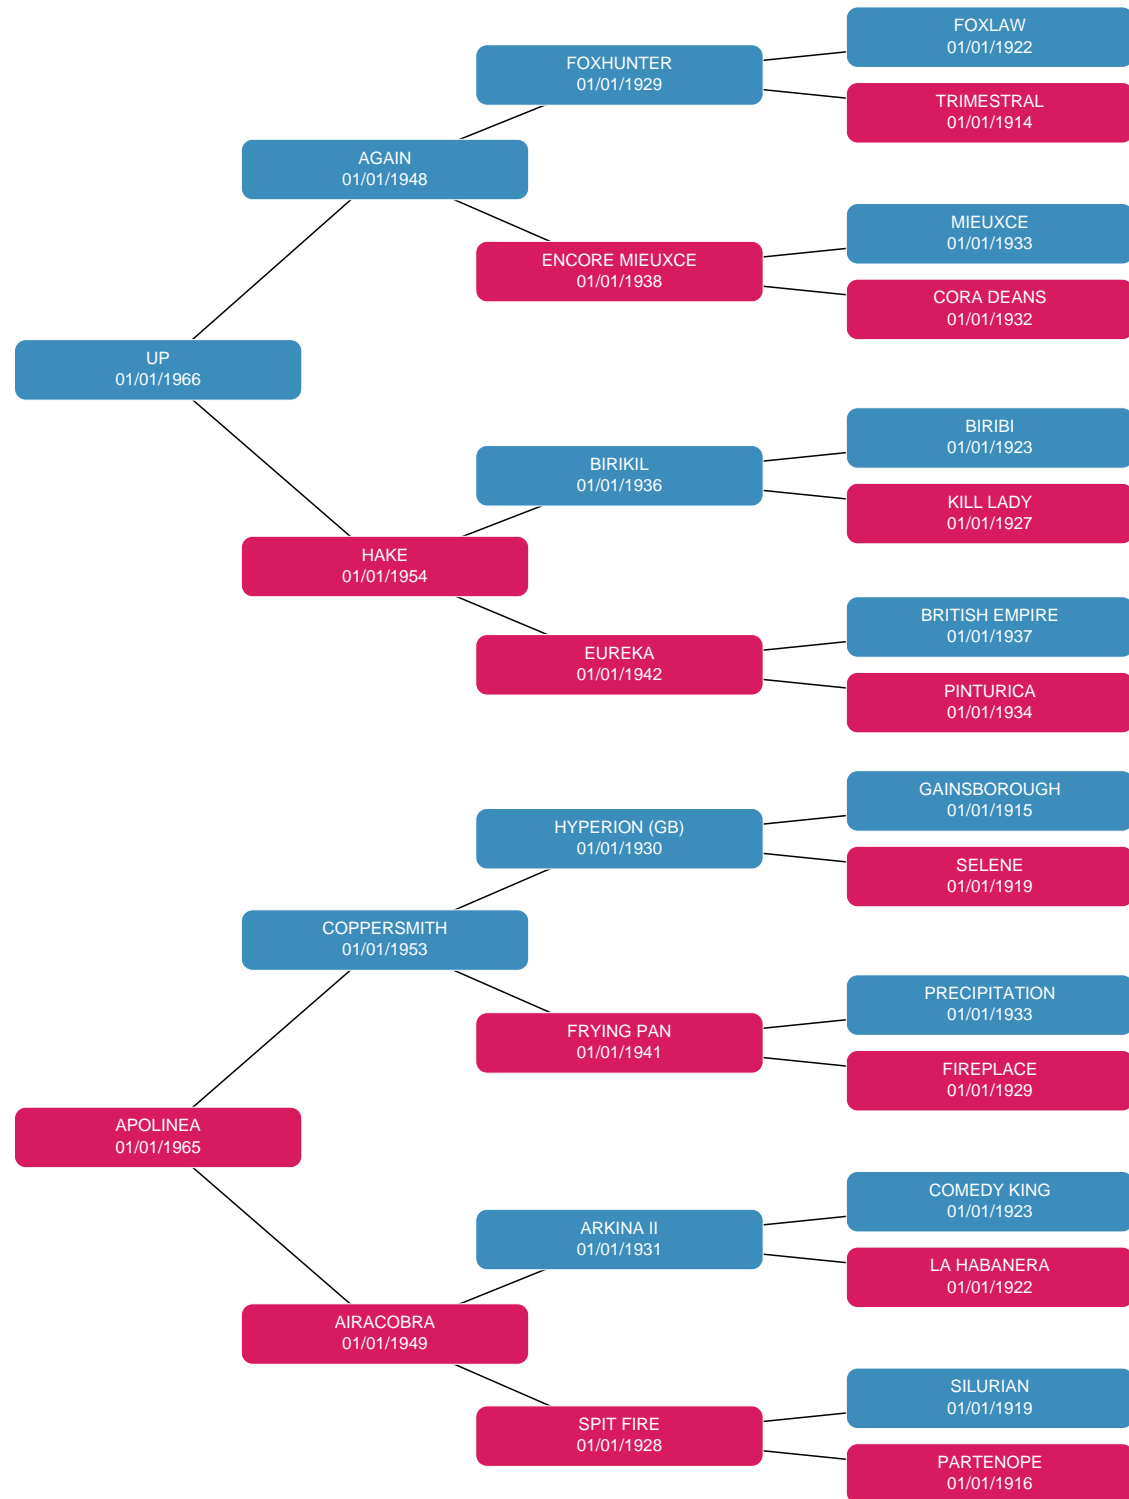 FOXLAW
01/01/1922
FOXHUNTER
01/01/1929
TRIMESTRAL
01/01/1914
AGAIN
01/01/1948
MIEUXCE
01/01/1933
ENCORE MIEUXCE
01/01/1938
CORA DEANS
01/01/1932
UP
01/01/1966
BIRIBI
01/01/1923
BIRIKIL
01/01/1936
KILL LADY
01/01/1927
HAKE
01/01/1954
BRITISH EMPIRE
01/01/1937
EUREKA
01/01/1942
PINTURICA
01/01/1934
GAINSBOROUGH
01/01/1915
HYPERION (GB)
01/01/1930
SELENE
01/01/1919
COPPERSMITH
01/01/1953
PRECIPITATION
01/01/1933
FRYING PAN
01/01/1941
FIREPLACE
01/01/1929
APOLINEA
01/01/1965
COMEDY KING
01/01/1923
ARKINA II
01/01/1931
LA HABANERA
01/01/1922
AIRACOBRA
01/01/1949
SILURIAN
01/01/1919
SPIT FIRE
01/01/1928
PARTENOPE
01/01/1916